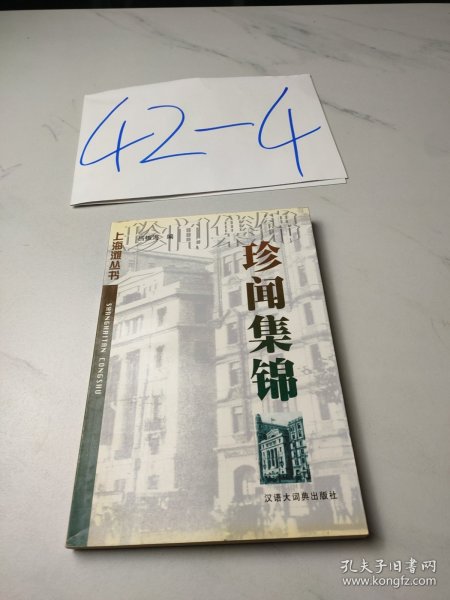 42-4
珍闻集锦
编
上海滩丛书
SHANGHAITAN CONGSHU
珍闻集锦
汉语大词典出版社
孔夫子旧书网
www.kongfz.com